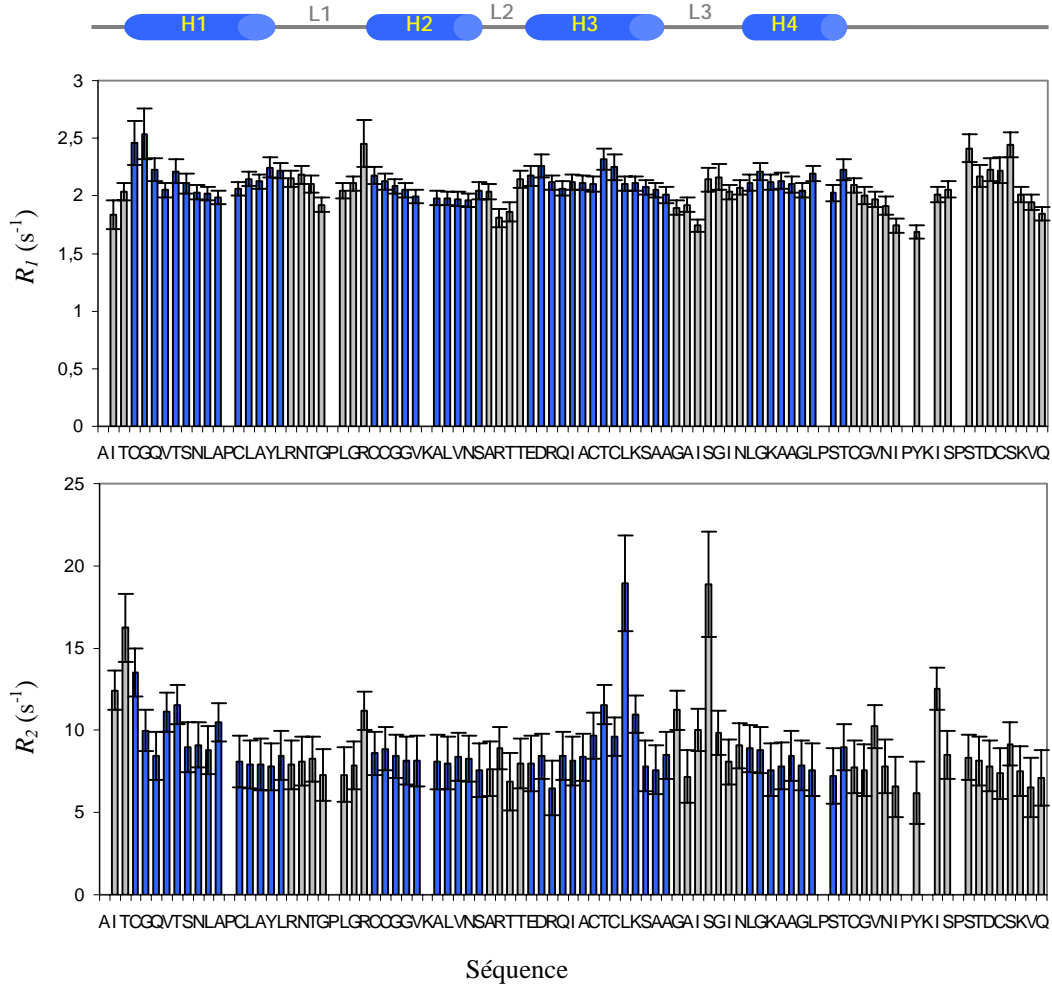 H1 L1 H2 L2 H3 L3 H4
3
2,5
2
1,5
1
0,5
0
R1 (s-1)
AITCGQVTSNLAPCLAYLRNTGPLGRCCGGVKALVNSARTTEDRQIACTCLKSAAGAISGINLGKAAGLPSTCGVNIPYKISPSTDCSKVQ
25
20
15
10
5
0
R2 (s-1)
AITCGQVTSNLAPCLAYLRNTGPLGRCCGGVKALVNSARTTEDRQIACTCLKSAAGAISGINLGKAAGLPSTCGVNIPYKISPSTDCSKVQ
Séquence